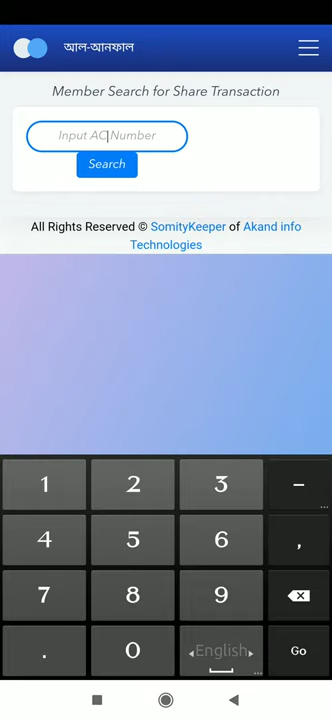 আল-আনফাল
Member Search for Share Transaction
Input AC Number
Search
All Rights Reserved © SomityKeeper of Akand info
Technologies
1 2 3 –
4 5 6 ,
7 8 9
. 0 English Go